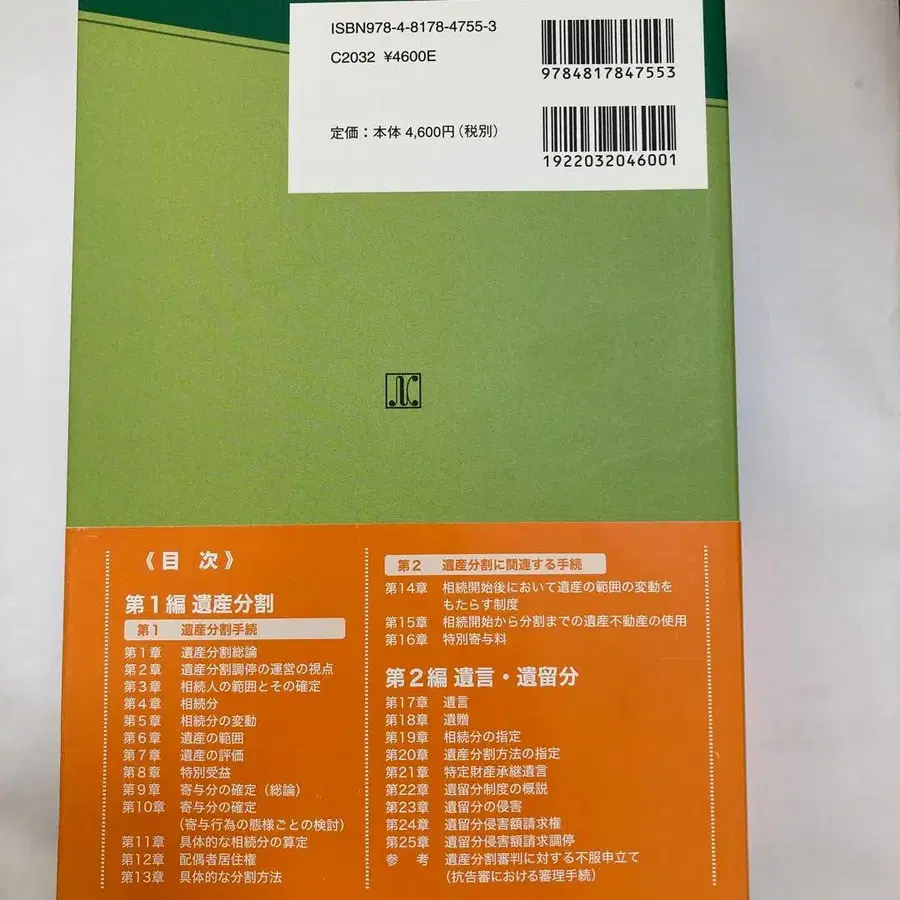 ISBN978-4-8178-4755-3
C2032 ¥4600E
定価：本体 4,600円（税別）
9784817847553
1922032046001
《目 次》
第1編 遺産分割
第1 遺産分割手続
第1章 遺産分割総論
第2章 遺産分割調停の運営の視点
第3章 相続人の範囲とその確定
第4章 相続分
第5章 相続分の変動
第6章 遺産の範囲
第7章 遺産の評価
第8章 特別受益
第9章 寄与分の確定（総論）
第10章 寄与分の確定
（寄与行為の態様ごとの検討）
第11章 具体的な相続分の算定
第12章 配偶者居住権
第13章 具体的な分割方法
第2 遺産分割に関連する手続
第14章 相続開始後において遺産の範囲の変動を
もたらす制度
第15章 相続開始から分割までの遺産不動産の使用
第16章 特別寄与料
第2編 遺言・遺留分
第17章 遺言
第18章 遺贈
第19章 相続分の指定
第20章 遺産分割方法の指定
第21章 特定財産承継遺言
第22章 遺留分制度の概説
第23章 遺留分の侵害
第24章 遺留分侵害額請求権
第25章 遺留分侵害額請求調停
参 考 遺産分割審判に対する不服申立て
（抗告審における審理手続）